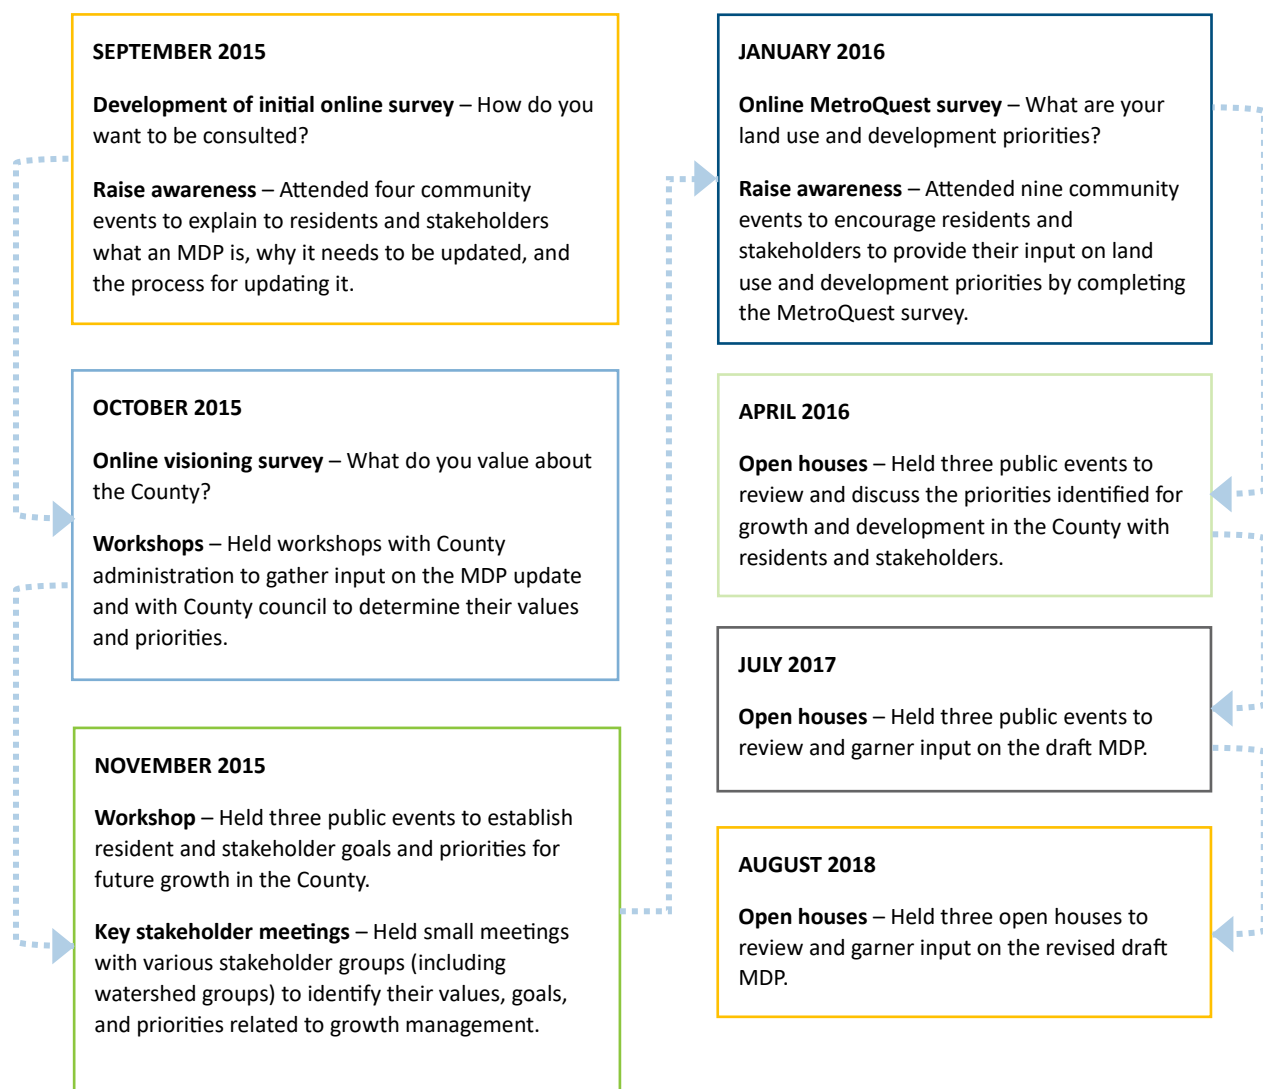 SEPTEMBER 2015
Development of initial online survey – How do you
want to be consulted?
Raise awareness – Attended four community
events to explain to residents and stakeholders
what an MDP is, why it needs to be updated, and
the process for updating it.
OCTOBER 2015
Online visioning survey – What do you value about
the County?
Workshops – Held workshops with County
administration to gather input on the MDP update
and with County council to determine their values
and priorities.
NOVEMBER 2015
Workshop – Held three public events to establish
resident and stakeholder goals and priorities for
future growth in the County.
Key stakeholder meetings – Held small meetings
with various stakeholder groups (including
watershed groups) to identify their values, goals,
and priorities related to growth management.
JANUARY 2016
Online MetroQuest survey – What are your
land use and development priorities?
Raise awareness – Attended nine community
events to encourage residents and
stakeholders to provide their input on land
use and development priorities by completing
the MetroQuest survey.
APRIL 2016
Open houses – Held three public events to
review and discuss the priorities identified for
growth and development in the County with
residents and stakeholders.
JULY 2017
Open houses – Held three public events to
review and garner input on the draft MDP.
AUGUST 2018
Open houses – Held three open houses to
review and garner input on the revised draft
MDP.